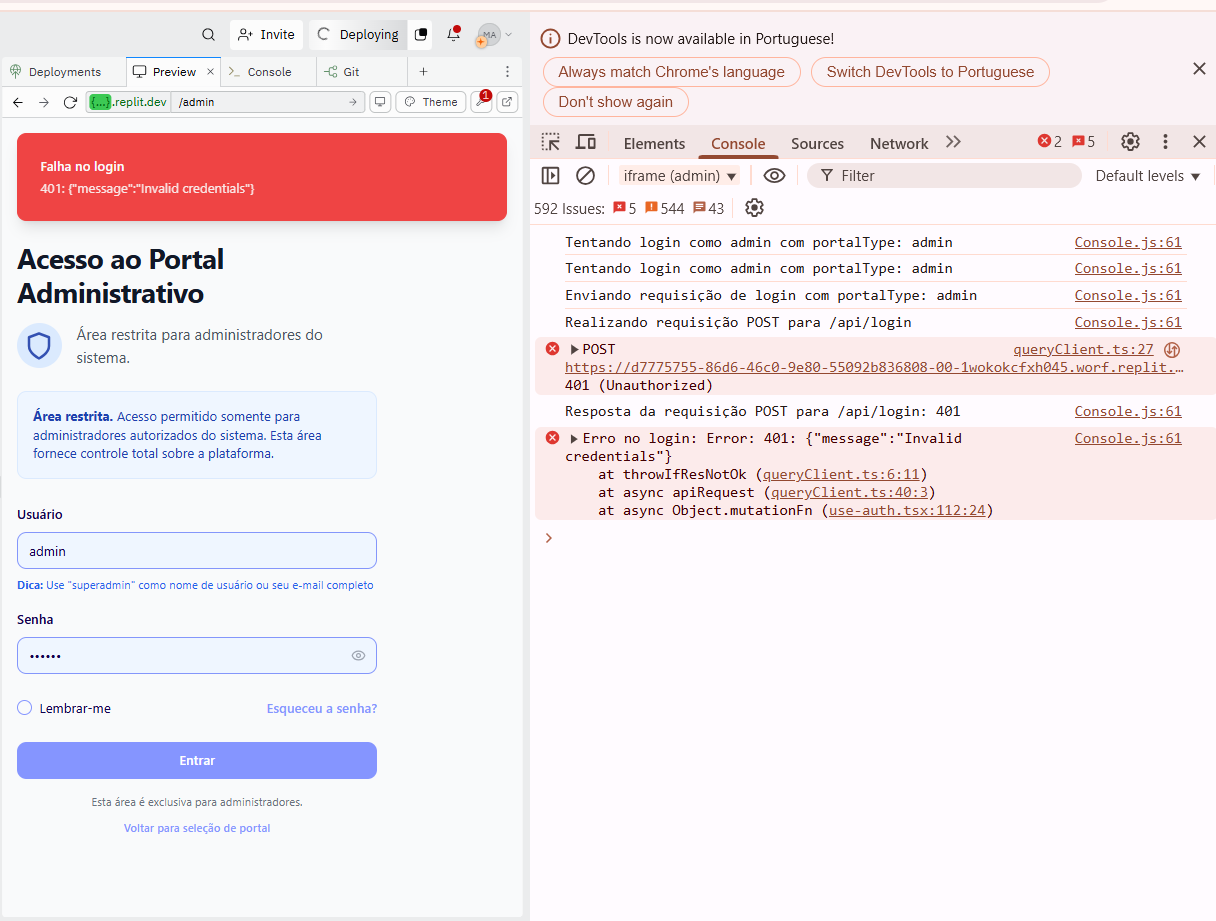 Invite
Deploying
MA
Deployments
Preview
Console
Git
{...}.replit.dev
/admin
Theme
1
Falha no login
401: {"message":"Invalid credentials"}
Acesso ao Portal
Administrativo
Área restrita para administradores do
sistema.
Área restrita. Acesso permitido somente para
administradores autorizados do sistema. Esta área
fornece controle total sobre a plataforma.
Usuário
admin
Dica: Use "superadmin" como nome de usuário ou seu e-mail completo
Senha
••••••
Lembrar-me
Esqueceu a senha?
Entrar
Esta área é exclusiva para administradores.
Voltar para seleção de portal
DevTools is now available in Portuguese!
Always match Chrome's language
Switch DevTools to Portuguese
Don't show again
Elements
Console
Sources
Network
2
5
iframe (admin)
Filter
Default levels
592 Issues: 5 544 43
Tentando login como admin com portalType: admin Console.js:61
Tentando login como admin com portalType: admin Console.js:61
Enviando requisição de login com portalType: admin Console.js:61
Realizando requisição POST para /api/login Console.js:61
POST queryClient.ts:27
https://d7775755-86d6-46c0-9e80-55092b836808-00-1wokokcfxh045.worf.replit.…
401 (Unauthorized)
Resposta da requisição POST para /api/login: 401 Console.js:61
Erro no login: Error: 401: {"message":"Invalid Console.js:61
credentials"}
at throwIfResNotOk (queryClient.ts:6:11)
at async apiRequest (queryClient.ts:40:3)
at async Object.mutationFn (use-auth.tsx:112:24)